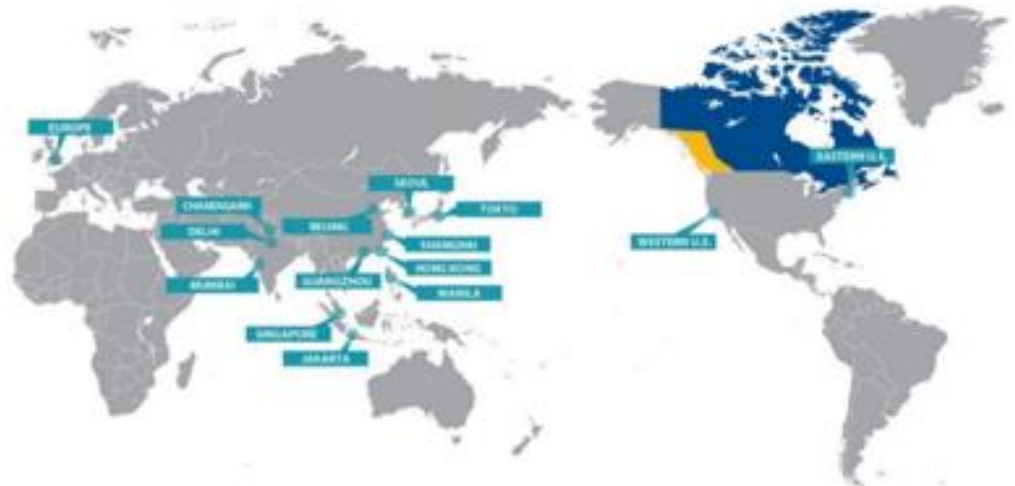 EUROPE
EASTERN U.S.
SEOUL
CHANDIGARH
TOKYO
BEIJING
DELHI
SHANGHAI
WESTERN U.S.
HONG KONG
GUANGZHOU
MUMBAI
MANILA
SINGAPORE
JAKARTA